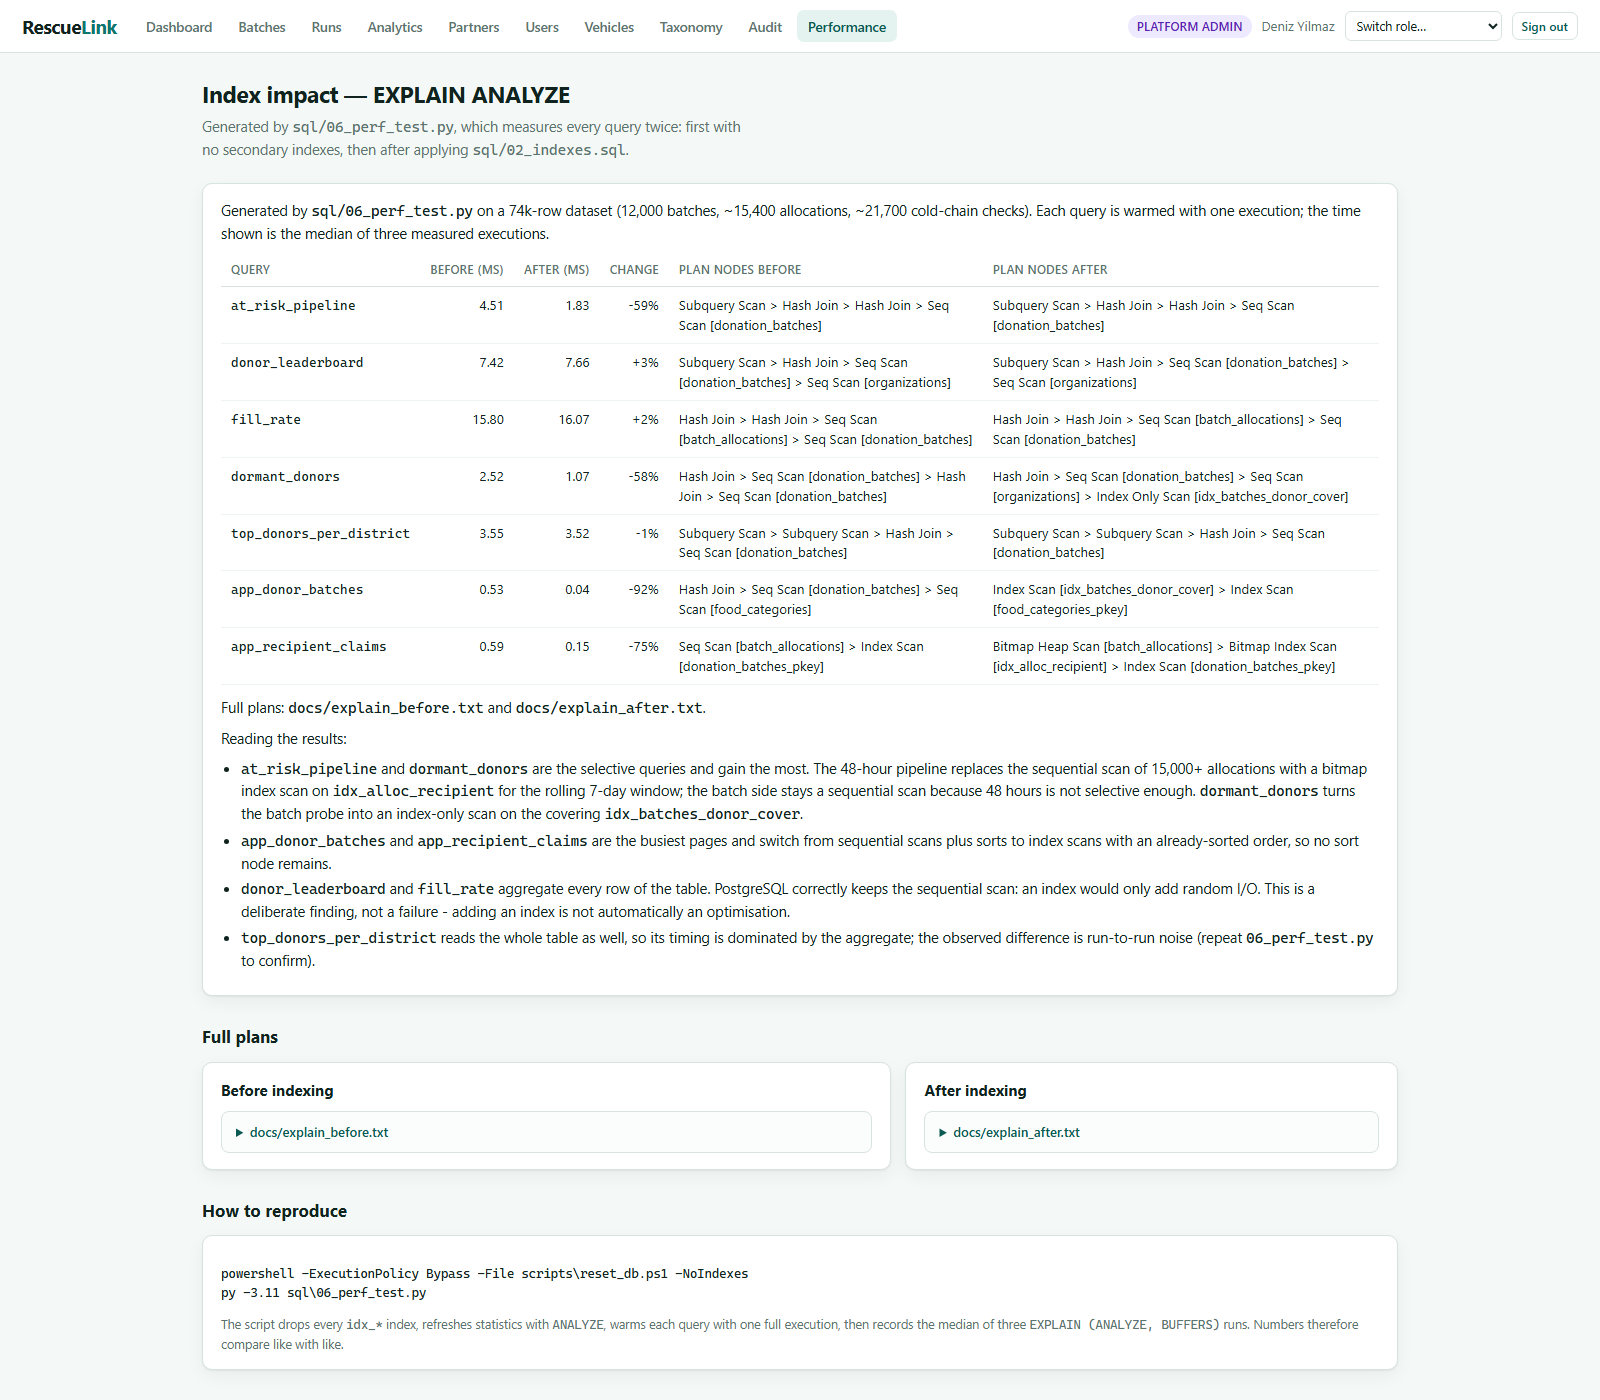 RescueLink Dashboard Batches Runs Analytics Partners Users Vehicles Taxonomy Audit Performance PLATFORM ADMIN Deniz Yilmaz Switch role... Sign out
Index impact — EXPLAIN ANALYZE
Generated by sql/06_perf_test.py, which measures every query twice: first with
no secondary indexes, then after applying sql/02_indexes.sql.
Generated by sql/06_perf_test.py on a 74k-row dataset (12,000 batches, ~15,400 allocations, ~21,700 cold-chain checks). Each query is warmed with one execution; the time
shown is the median of three measured executions.
QUERY BEFORE (MS) AFTER (MS) CHANGE PLAN NODES BEFORE PLAN NODES AFTER
at_risk_pipeline 4.51 1.83 -59% Subquery Scan > Hash Join > Hash Join > Seq Subquery Scan > Hash Join > Hash Join > Seq Scan
Scan [donation_batches] [donation_batches]
donor_leaderboard 7.42 7.66 +3% Subquery Scan > Hash Join > Seq Scan Subquery Scan > Hash Join > Seq Scan [donation_batches] >
[donation_batches] > Seq Scan [organizations] Seq Scan [organizations]
fill_rate 15.80 16.07 +2% Hash Join > Hash Join > Seq Scan Hash Join > Hash Join > Seq Scan [batch_allocations] > Seq
[batch_allocations] > Seq Scan [donation_batches] Scan [donation_batches]
dormant_donors 2.52 1.07 -58% Hash Join > Seq Scan [donation_batches] > Hash Hash Join > Seq Scan [donation_batches] > Seq Scan
Join > Seq Scan [donation_batches] [organizations] > Index Only Scan [idx_batches_donor_cover]
top_donors_per_district 3.55 3.52 -1% Subquery Scan > Subquery Scan > Hash Join > Subquery Scan > Subquery Scan > Hash Join > Seq Scan
Seq Scan [donation_batches] [donation_batches]
app_donor_batches 0.53 0.04 -92% Hash Join > Seq Scan [donation_batches] > Seq Index Scan [idx_batches_donor_cover] > Index Scan
Scan [food_categories] [food_categories_pkey]
app_recipient_claims 0.59 0.15 -75% Seq Scan [batch_allocations] > Index Scan Bitmap Heap Scan [batch_allocations] > Bitmap Index Scan
[donation_batches_pkey] [idx_alloc_recipient] > Index Scan [donation_batches_pkey]
Full plans: docs/explain_before.txt and docs/explain_after.txt.
Reading the results:
• at_risk_pipeline and dormant_donors are the selective queries and gain the most. The 48-hour pipeline replaces the sequential scan of 15,000+ allocations with a bitmap
index scan on idx_alloc_recipient for the rolling 7-day window; the batch side stays a sequential scan because 48 hours is not selective enough. dormant_donors turns
the batch probe into an index-only scan on the covering idx_batches_donor_cover.
• app_donor_batches and app_recipient_claims are the busiest pages and switch from sequential scans plus sorts to index scans with an already-sorted order, so no sort
node remains.
• donor_leaderboard and fill_rate aggregate every row of the table. PostgreSQL correctly keeps the sequential scan: an index would only add random I/O. This is a
deliberate finding, not a failure - adding an index is not automatically an optimisation.
• top_donors_per_district reads the whole table as well, so its timing is dominated by the aggregate; the observed difference is run-to-run noise (repeat 06_perf_test.py
to confirm).
Full plans
Before indexing
▶ docs/explain_before.txt
After indexing
▶ docs/explain_after.txt
How to reproduce
powershell -ExecutionPolicy Bypass -File scripts\reset_db.ps1 -NoIndexes
py -3.11 sql\06_perf_test.py
The script drops every idx_* index, refreshes statistics with ANALYZE, warms each query with one full execution, then records the median of three EXPLAIN (ANALYZE, BUFFERS) runs. Numbers therefore
compare like with like.